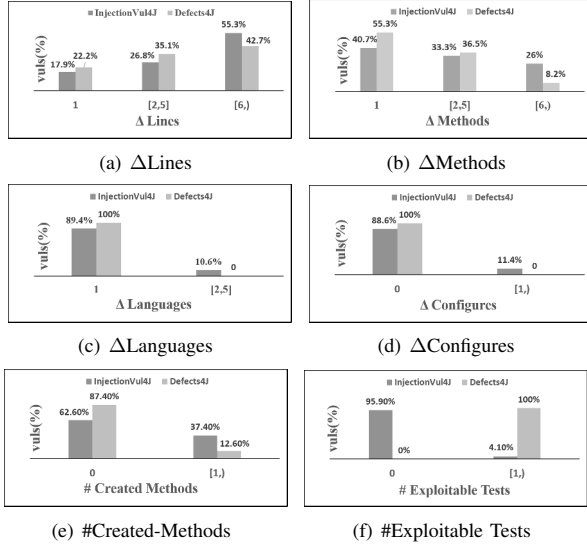 InjectionVul4J Defects4J
vuls(%)
17.9% 22.2% 26.8% 35.1% 55.3% 42.7%
1 [2,5] [6,)
Δ Lines
(a) ΔLines
InjectionVul4J Defects4J
vuls(%)
40.7% 55.3% 33.3% 36.5% 26% 8.2%
1 [2,5] [6,)
Δ Methods
(b) ΔMethods
InjectionVul4J Defects4J
vuls(%)
89.4% 100% 10.6% 0
1 [2,5]
Δ Languages
(c) ΔLanguages
InjectionVul4J Defects4J
vuls(%)
88.6% 100% 11.4% 0
0 [1,)
Δ Configures
(d) ΔConfigures
InjectionVul4J Defects4J
vuls(%)
62.60% 87.40% 37.40% 12.60%
0 [1,)
# Created Methods
(e) #Created-Methods
InjectionVul4J Defects4J
vuls(%)
95.90% 0% 4.10% 100%
0 [1,)
# Exploitable Tests
(f) #Exploitable Tests